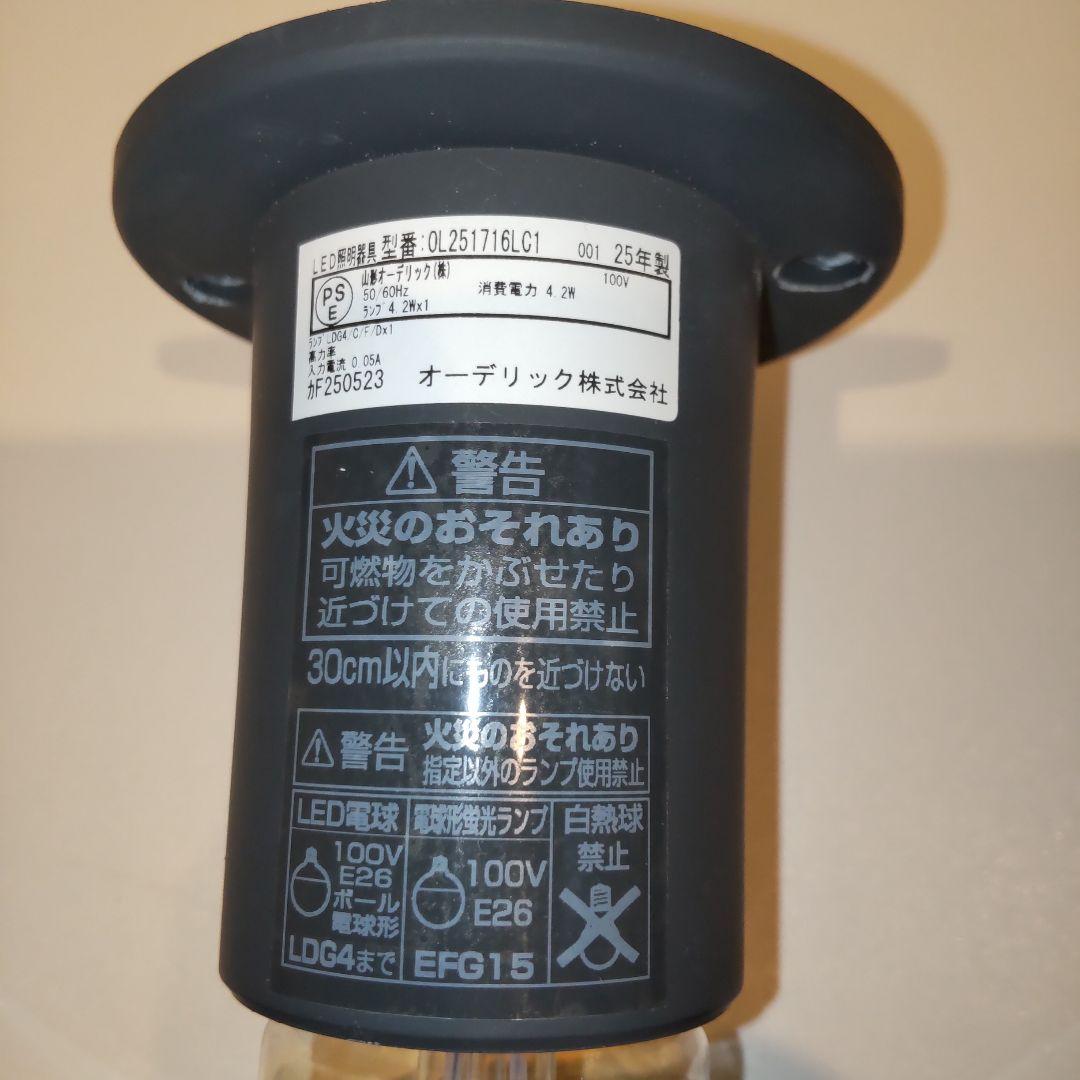 LED照明器具 型番:OL251716LC1 001 25年製
PS
E
山形オーデリック(株) 100V
50/60Hz 消費電力 4.2W
ランプ 4.2Wx1
ランプ LDG4/C/F/Dx1
高力率
入力電流 0.05A
カF250523 オーデリック株式会社
警告
火災のおそれあり
可燃物をかぶせたり
近づけての使用禁止
30cm以内にものを近づけない
警告
火災のおそれあり
指定以外のランプ使用禁止
LED電球
100V
E26
ボール
電球形
LDG4まで
電球形蛍光ランプ
100V
E26
EFG15
白熱球
禁止